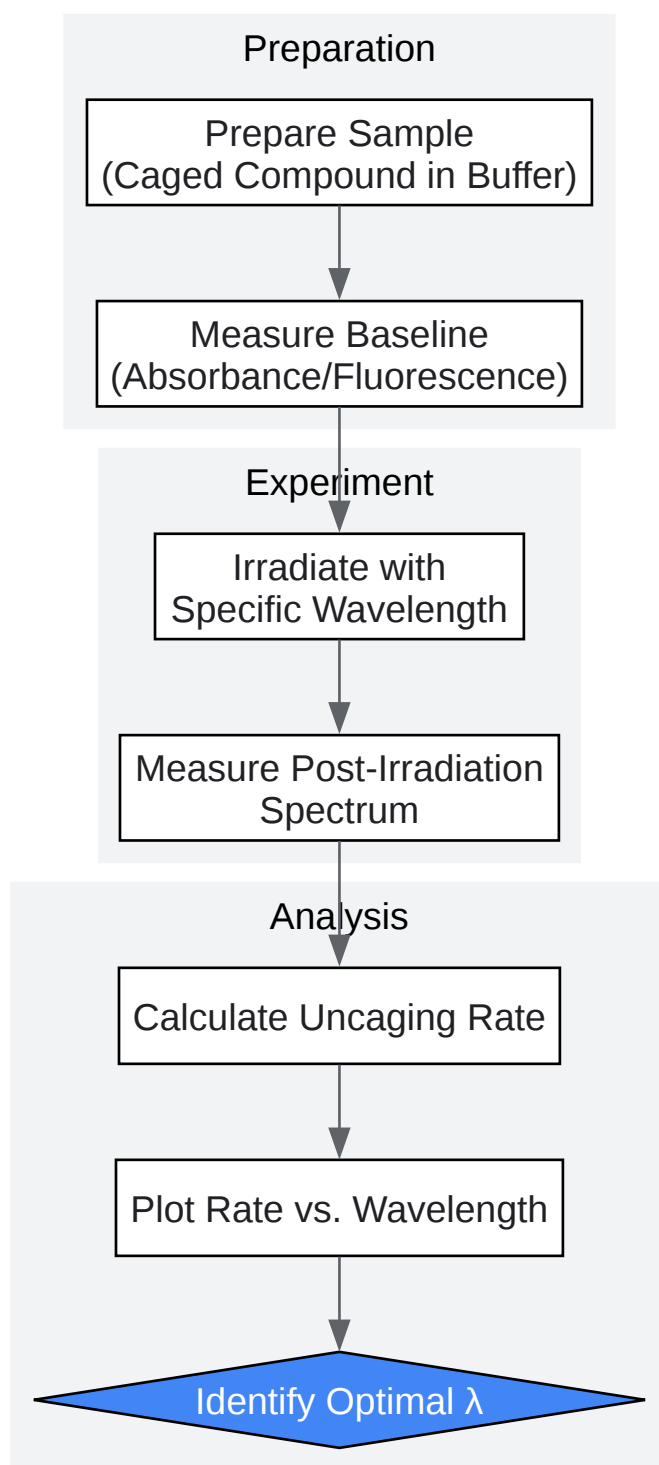 Preparation
Prepare Sample
(Caged Compound in Buffer)
Measure Baseline
(Absorbance/Fluorescence)
Experiment
Irradiate with
Specific Wavelength
Measure Post-Irradiation
Spectrum
Analysis
Calculate Uncaging Rate
Plot Rate vs. Wavelength
Identify Optimal λ